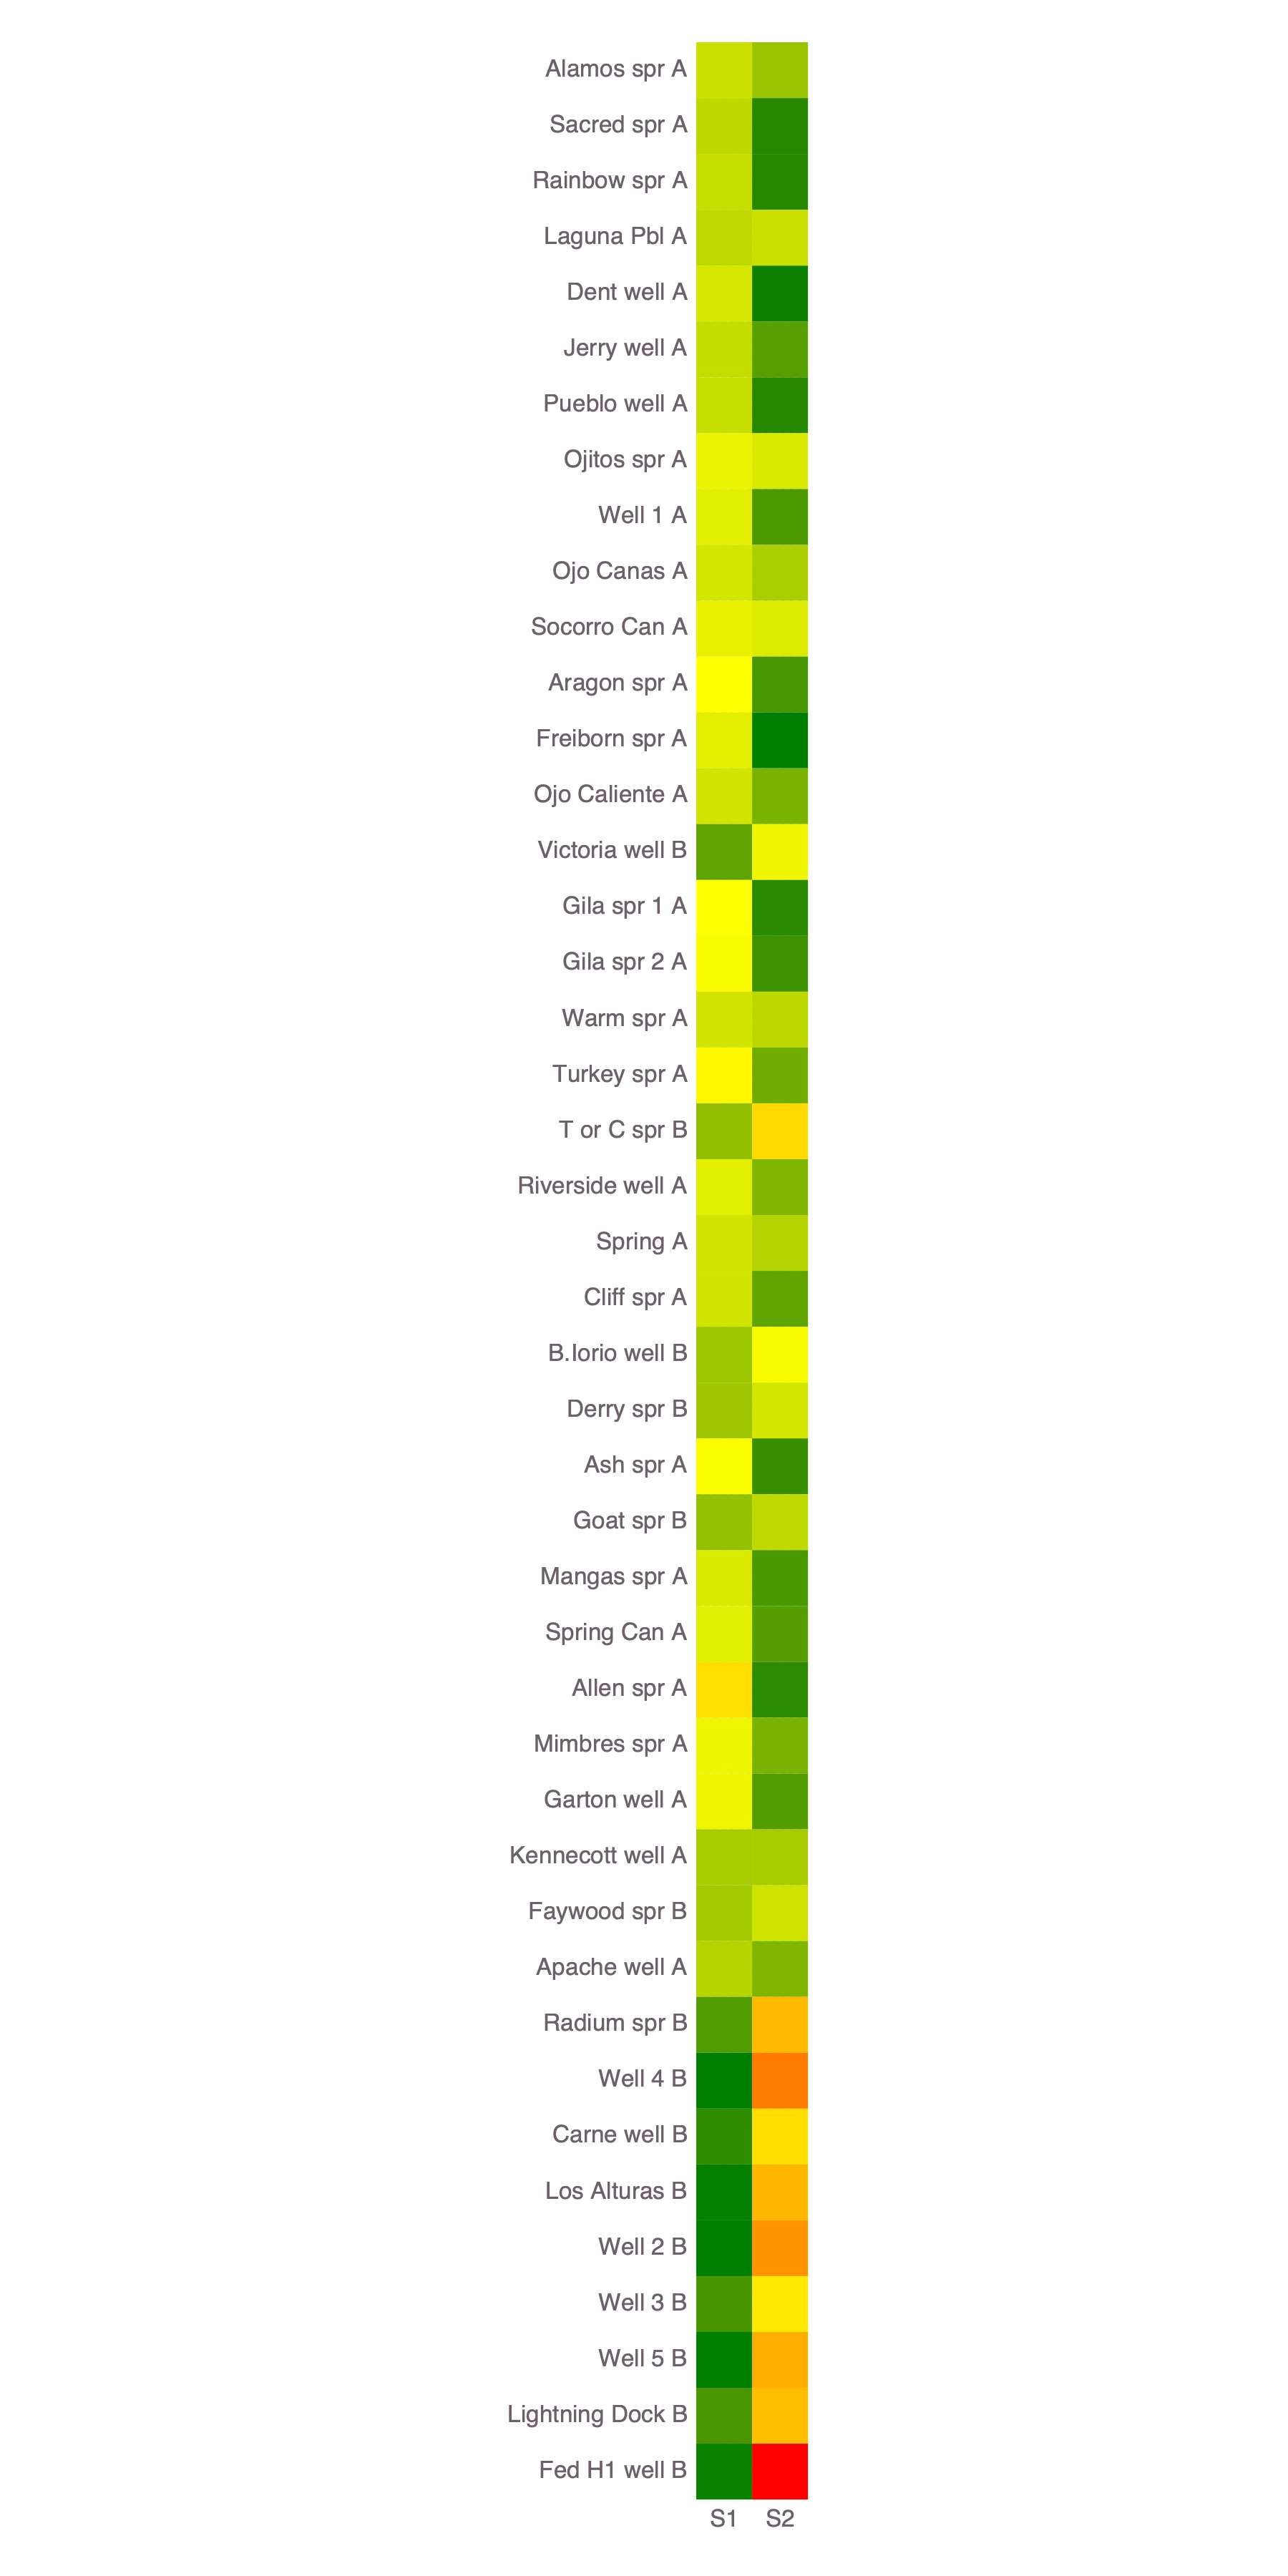 Alamos spr A
Sacred spr A
Rainbow spr A
Laguna Pbl A
Dent well A
Jerry well A
Pueblo well A
Ojitos spr A
Well 1 A
Ojo Canas A
Socorro Can A
Aragon spr A
Freiborn spr A
Ojo Caliente A
Victoria well B
Gila spr 1 A
Gila spr 2 A
Warm spr A
Turkey spr A
T or C spr B
Riverside well A
Spring A
Cliff spr A
B.Iorio well B
Derry spr B
Ash spr A
Goat spr B
Mangas spr A
Spring Can A
Allen spr A
Mimbres spr A
Garton well A
Kennecott well A
Faywood spr B
Apache well A
Radium spr B
Well 4 B
Carne well B
Los Alturas B
Well 2 B
Well 3 B
Well 5 B
Lightning Dock B
Fed H1 well B
S1 S2